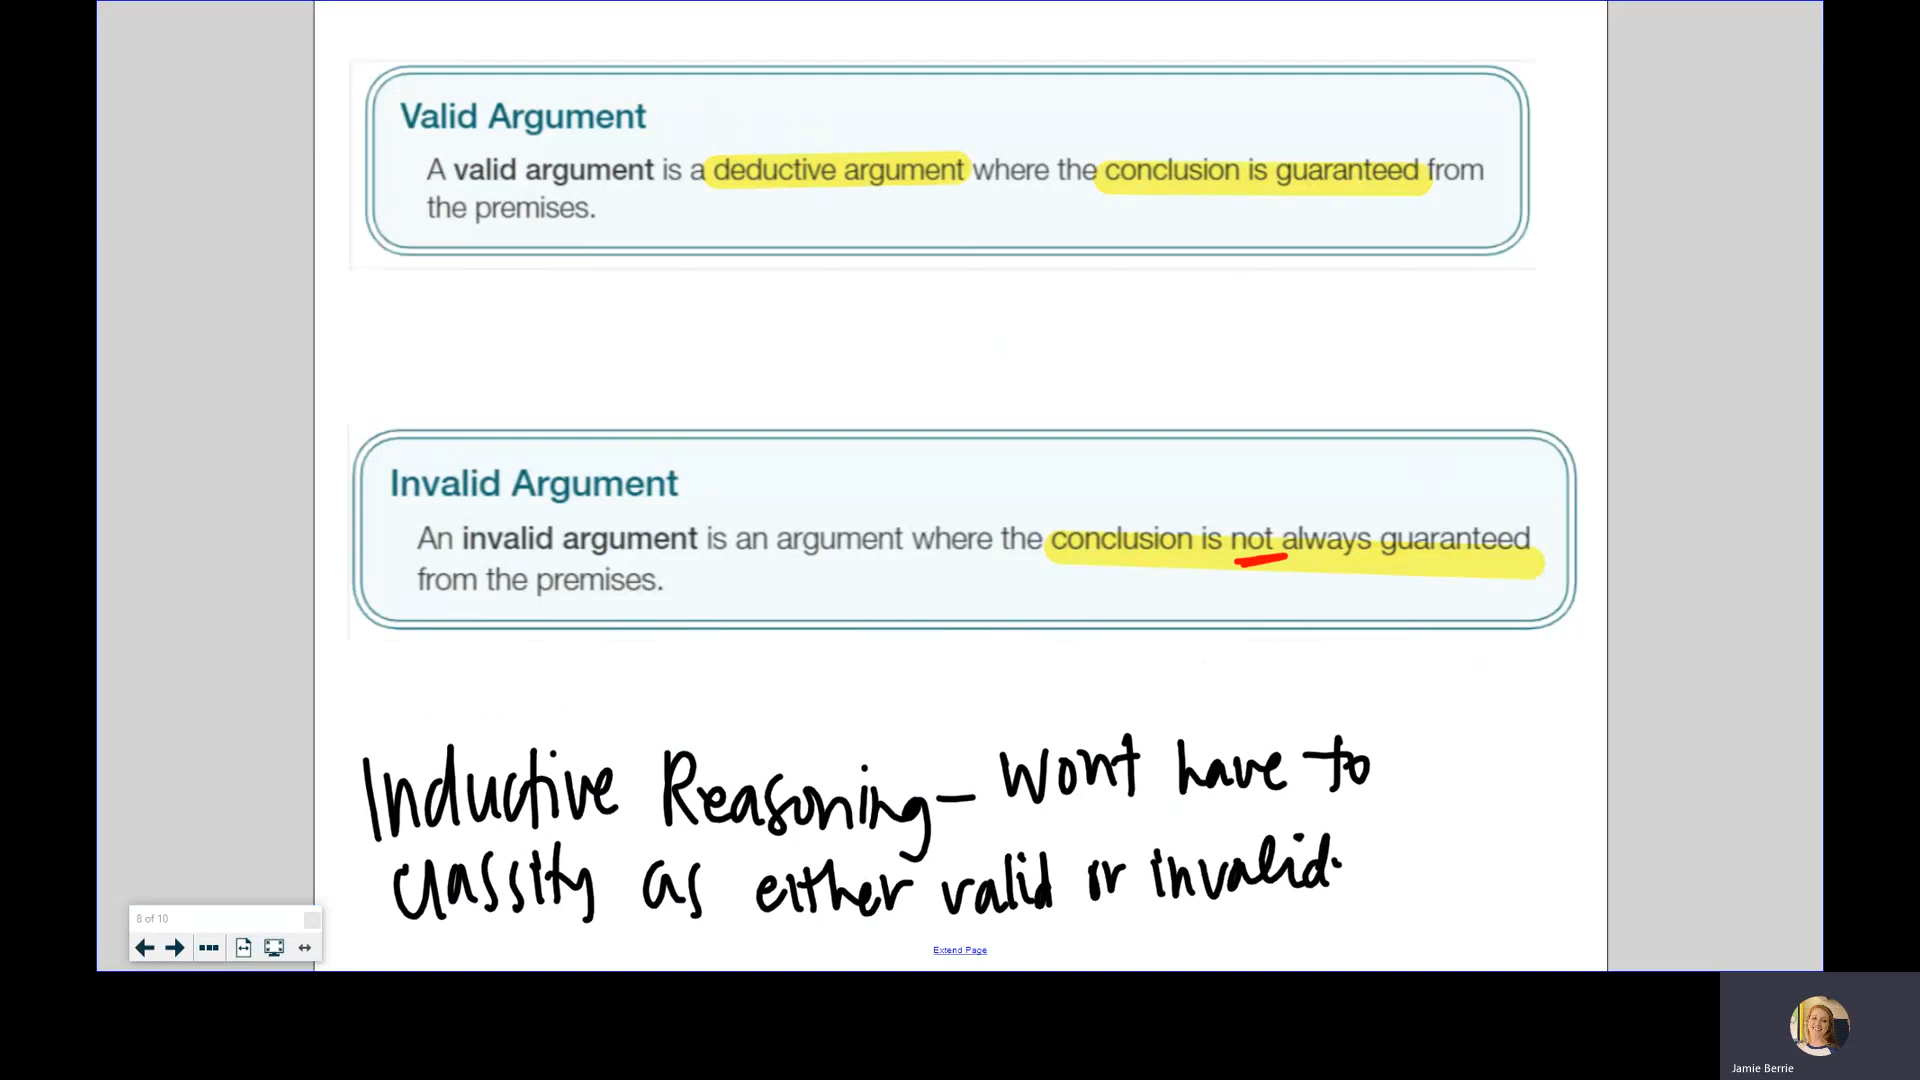 Valid Argument
A valid argument is a deductive argument where the conclusion is guaranteed from
the premises.
Invalid Argument
An invalid argument is an argument where the conclusion is not always guaranteed
from the premises.
Inductive Reasoning – Wont have to
classify as either valid or invalid.
8 of 10
Extend Page
Jamie Berrie